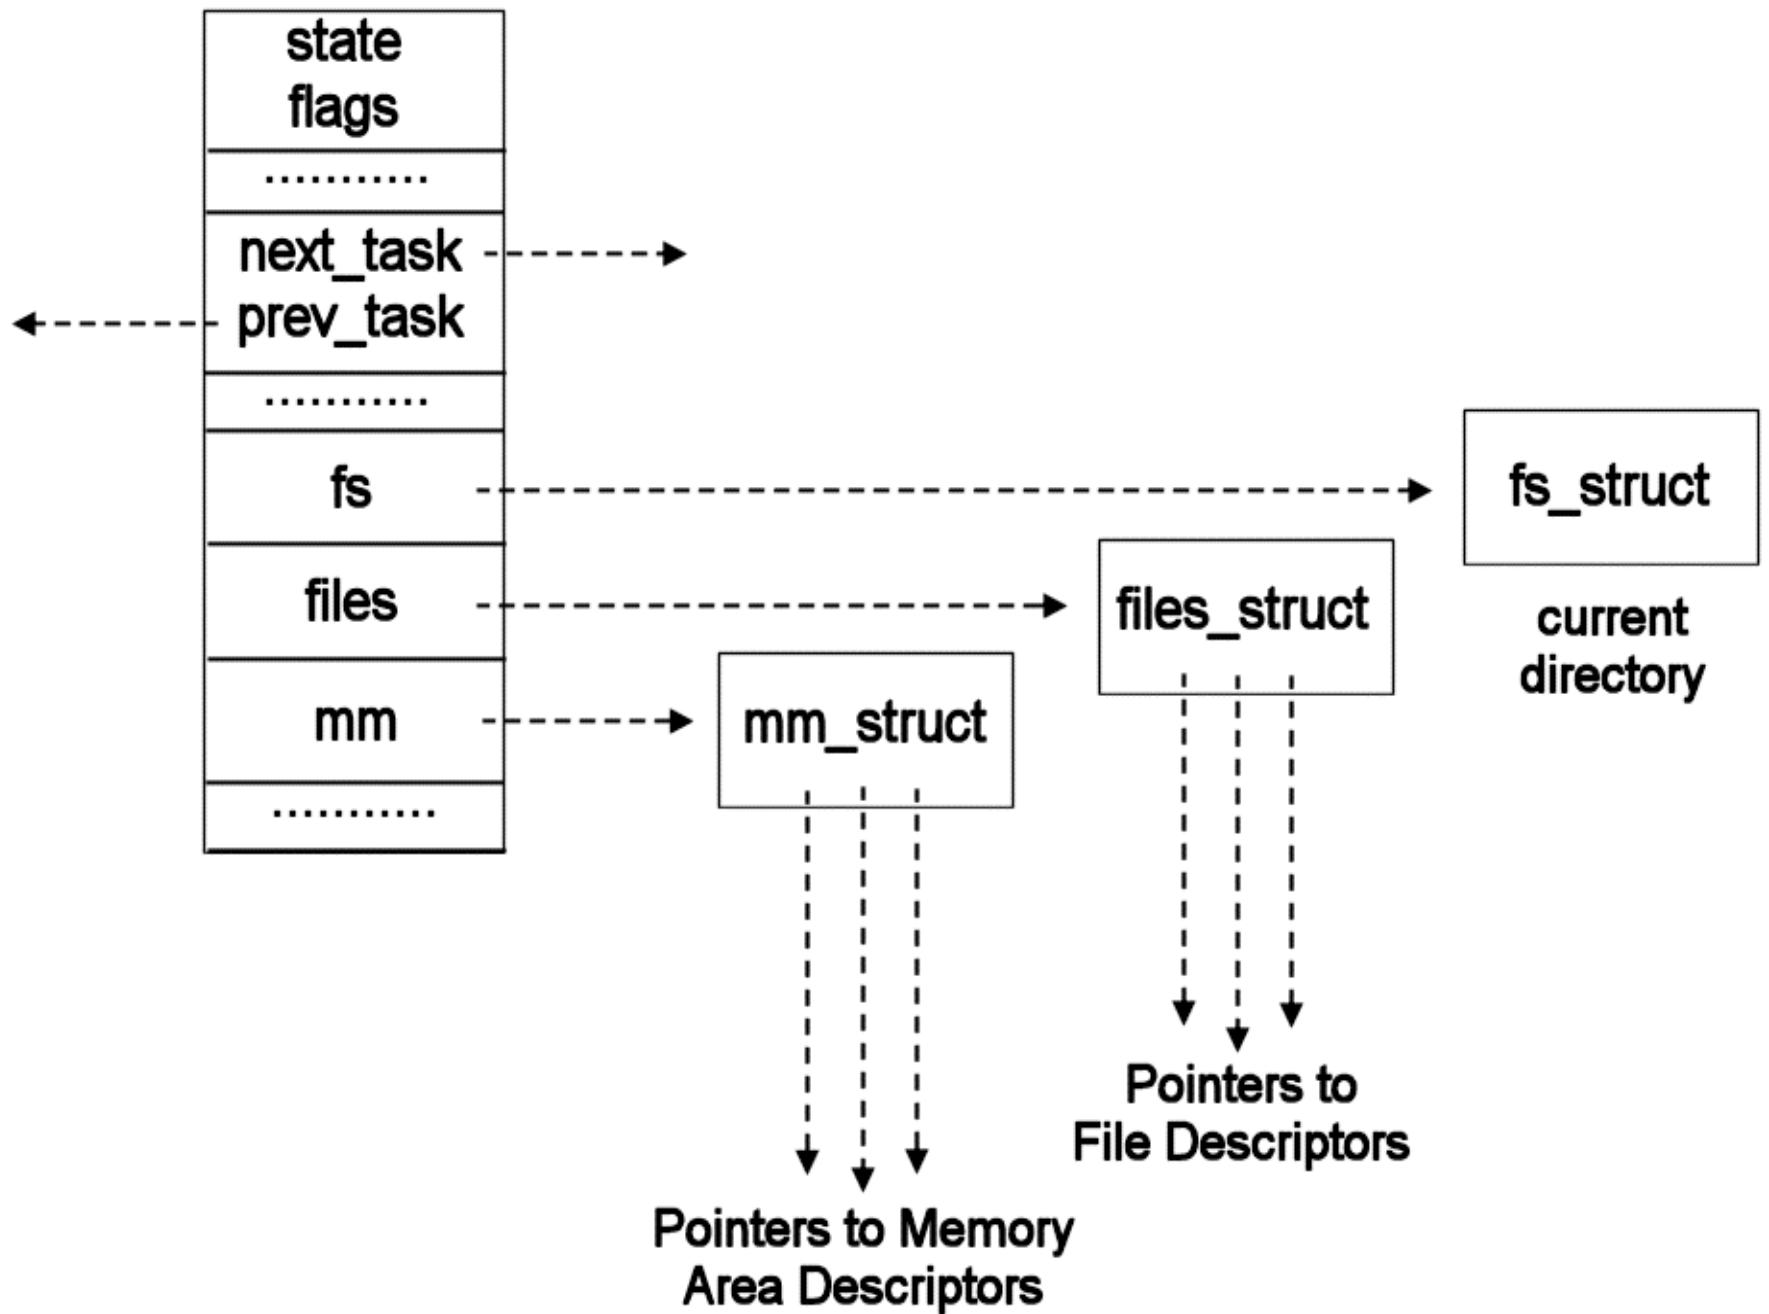 state
flags
...........
next_task
prev_task
...........
fs
files
mm
...........
fs_struct
current
directory
files_struct
mm_struct
Pointers to
File Descriptors
Pointers to Memory
Area Descriptors